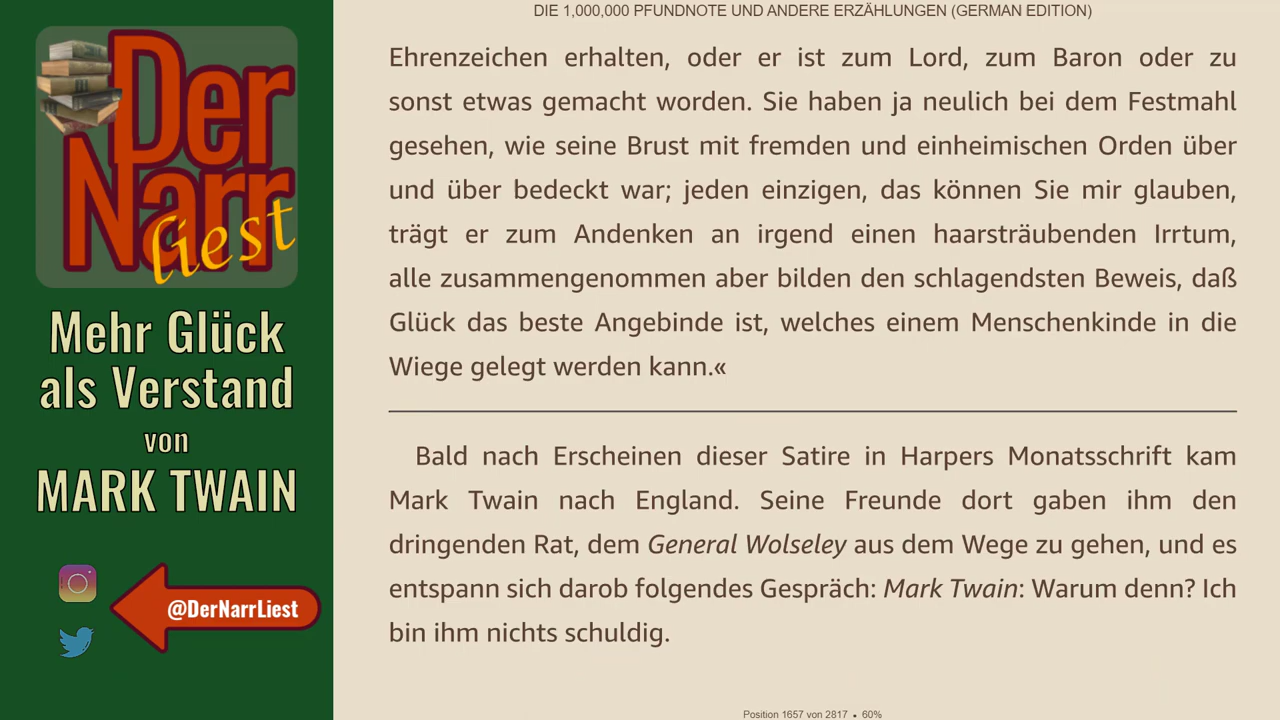 Der
Narr
liest
Mehr Glück
als Verstand
von
MARK TWAIN
@DerNarrLiest
DIE 1,000,000 PFUNDNOTE UND ANDERE ERZÄHLUNGEN (GERMAN EDITION)
Ehrenzeichen erhalten, oder er ist zum Lord, zum Baron oder zu
sonst etwas gemacht worden. Sie haben ja neulich bei dem Festmahl
gesehen, wie seine Brust mit fremden und einheimischen Orden über
und über bedeckt war; jeden einzigen, das können Sie mir glauben,
trägt er zum Andenken an irgend einen haarsträubenden Irrtum,
alle zusammengenommen aber bilden den schlagendsten Beweis, daß
Glück das beste Angebinde ist, welches einem Menschenkinde in die
Wiege gelegt werden kann.«
Bald nach Erscheinen dieser Satire in Harpers Monatsschrift kam
Mark Twain nach England. Seine Freunde dort gaben ihm den
dringenden Rat, dem General Wolseley aus dem Wege zu gehen, und es
entspann sich darob folgendes Gespräch: Mark Twain: Warum denn? Ich
bin ihm nichts schuldig.
Position 1657 von 2817 • 60%